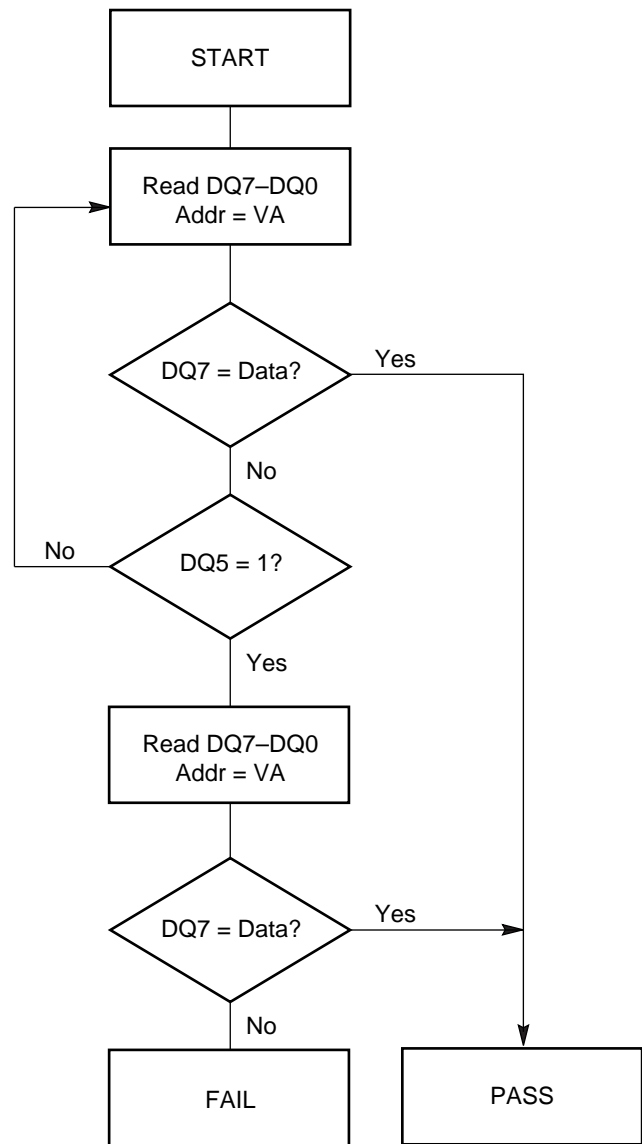 START
Read DQ7–DQ0
Addr = VA
DQ7 = Data?
Yes
No
No
DQ5 = 1?
Yes
Read DQ7–DQ0
Addr = VA
DQ7 = Data?
Yes
No
FAIL
PASS